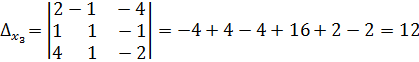 Δx₃ = | 2 − 1 − 4 |
| 1 1 − 1 | = −4 + 4 − 4 + 16 + 2 − 2 = 12
| 4 1 − 2 |